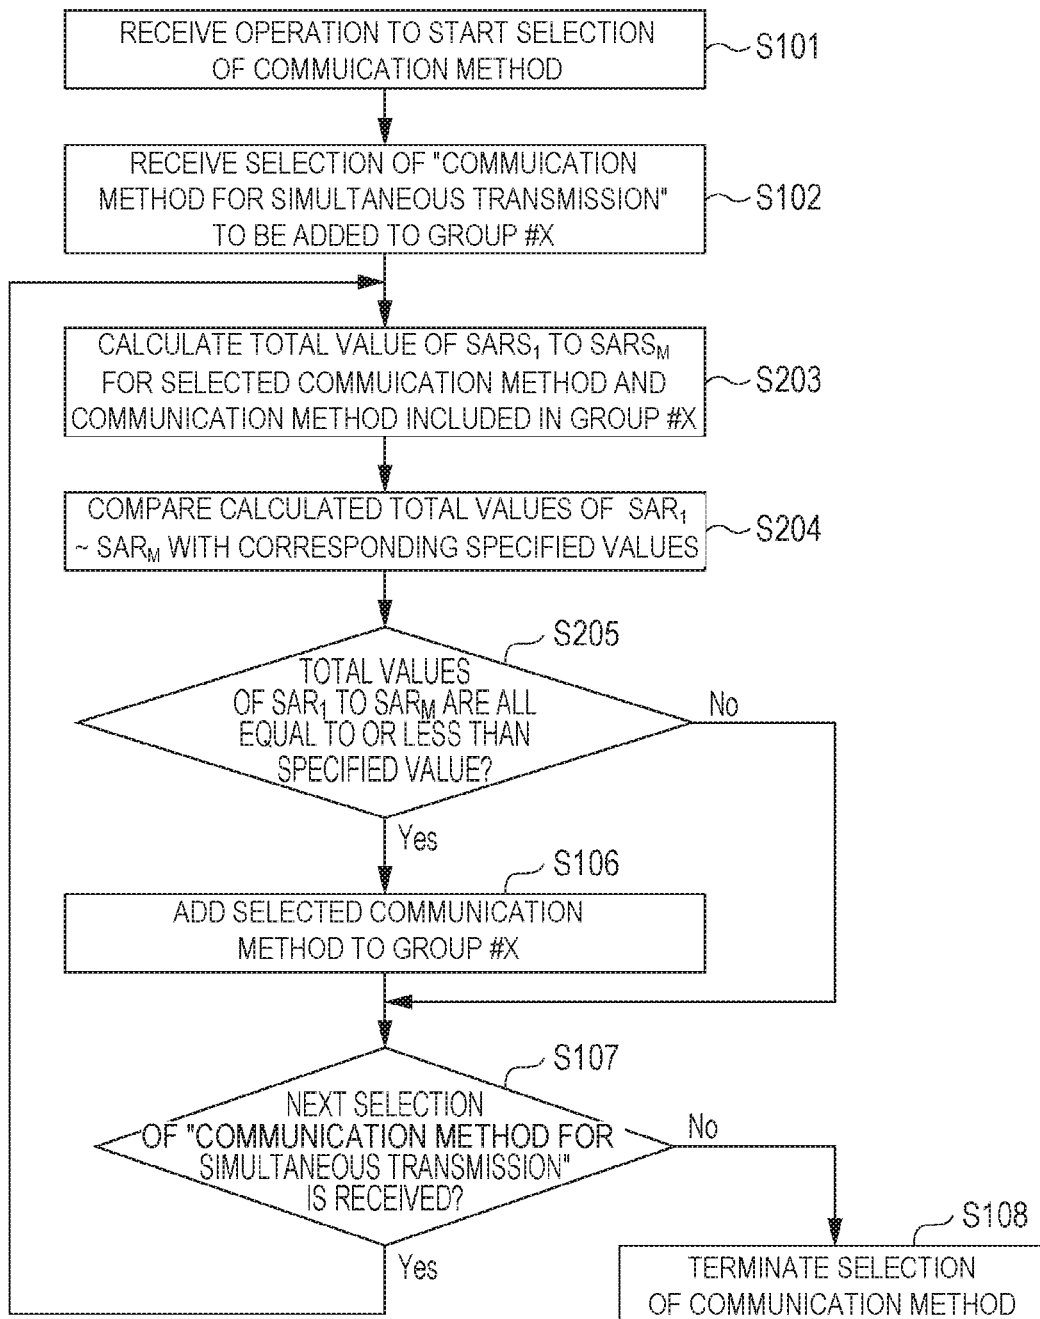 RECEIVE OPERATION TO START SELECTION
OF COMMUICATION METHOD
S101
RECEIVE SELECTION OF "COMMUICATION
METHOD FOR SIMULTANEOUS TRANSMISSION"
TO BE ADDED TO GROUP #X
S102
CALCULATE TOTAL VALUE OF SARS₁ TO SARSM
FOR SELECTED COMMUICATION METHOD AND
COMMUNICATION METHOD INCLUDED IN GROUP #X
S203
COMPARE CALCULATED TOTAL VALUES OF SAR₁
~ SARM WITH CORRESPONDING SPECIFIED VALUES
S204
S205
TOTAL VALUES
OF SAR₁ TO SARM ARE ALL
EQUAL TO OR LESS THAN
SPECIFIED VALUE?
No
Yes
S106
ADD SELECTED COMMUNICATION
METHOD TO GROUP #X
S107
NEXT SELECTION
OF "COMMUNICATION METHOD FOR
SIMULTANEOUS TRANSMISSION"
IS RECEIVED?
No
Yes
S108
TERMINATE SELECTION
OF COMMUNICATION METHOD